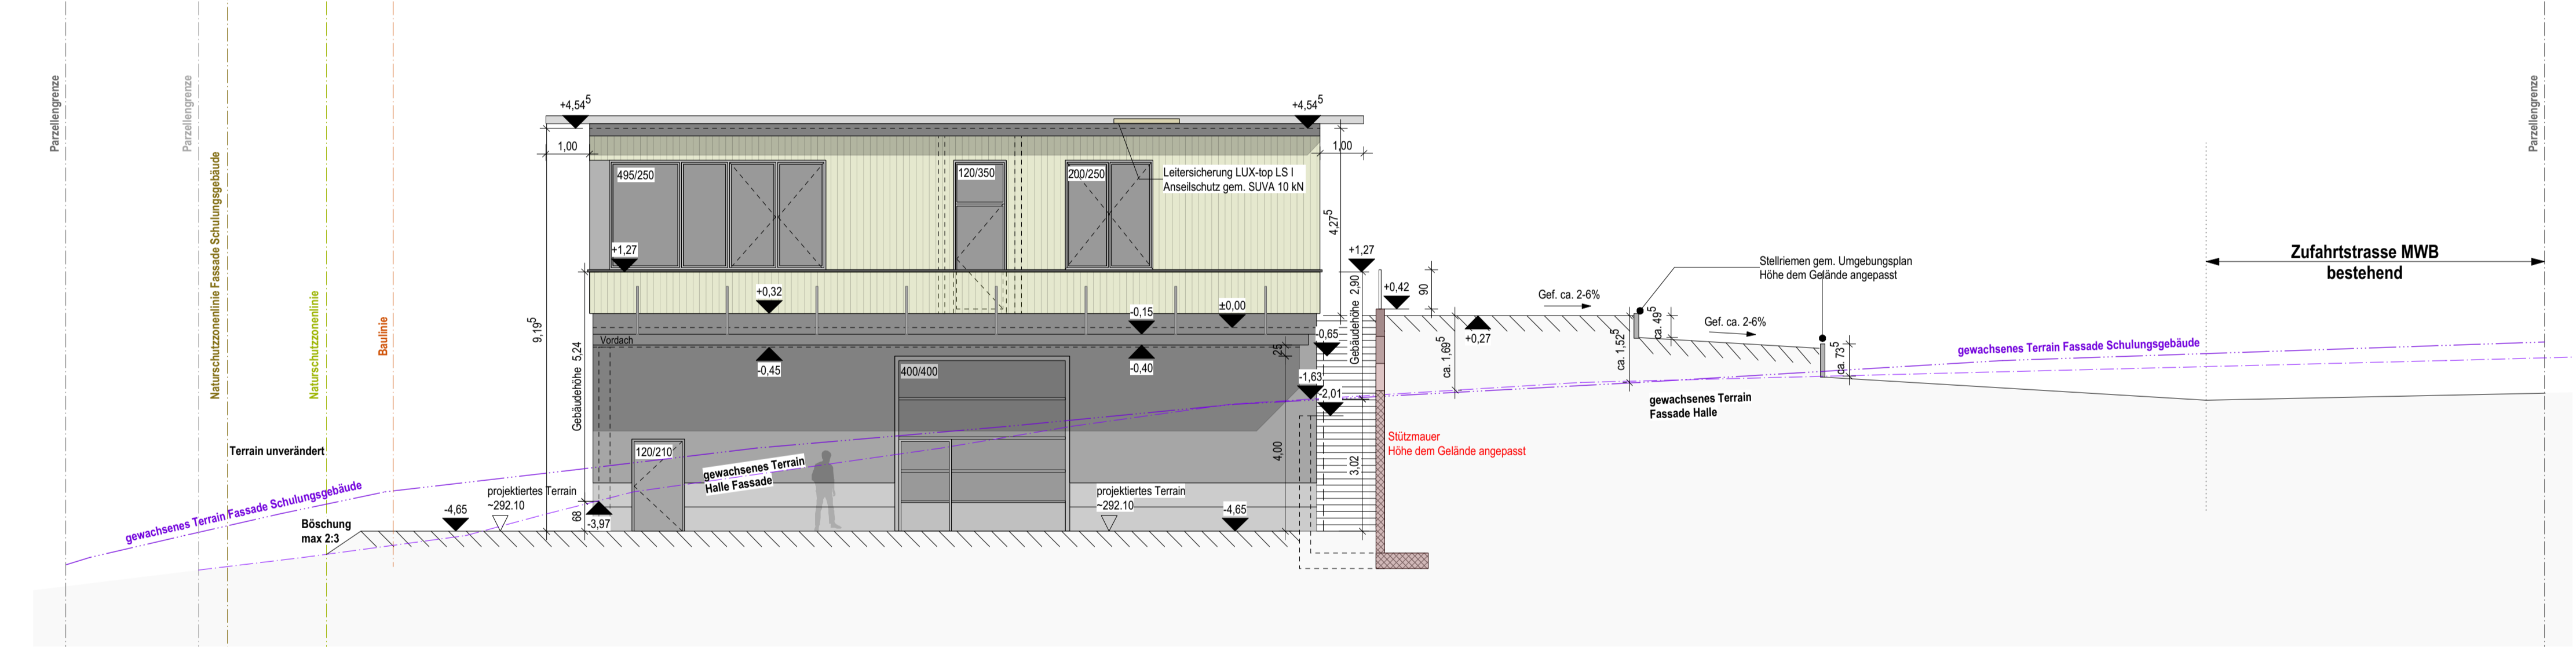 Parzellengrenze
Parzellengrenze
Naturschutzzonenlinie Fassade Schulungsgebäude
Naturschutzzonenlinie
Baulinie
Parzellengrenze
+4,54⁵
+4,54⁵
1,00
1,00
495/250
120/350
200/250
Leitersicherung LUX-top LS I
Anseilschutz gem. SUVA 10 kN
4,27⁵
9,19⁵
+1,27
+1,27
+0,32
-0,15
±0,00
Gebäudehöhe 2,90
+0,42
90
Gef. ca. 2-6%
Stellriemen gem. Umgebungsplan
Höhe dem Gelände angepasst
Gef. ca. 2-6%
ca. 49⁵
Zufahrtstrasse MWB
bestehend
Vordach
-0,45
-0,40
25
-0,65
+0,27
ca. 1,69⁵
ca. 1,52⁵
ca. 73⁵
gewachsenes Terrain Fassade Schulungsgebäude
Gebäudehöhe 5,24
400/400
-1,63
-2,01
gewachsenes Terrain
Fassade Halle
Stützmauer
Höhe dem Gelände angepasst
Terrain unverändert
120/210
gewachsenes Terrain
Halle Fassade
4,00
3,02
gewachsenes Terrain Fassade Schulungsgebäude
Böschung
max 2:3
-4,65
projektiertes Terrain
~292.10
68
-3,97
projektiertes Terrain
~292.10
-4,65